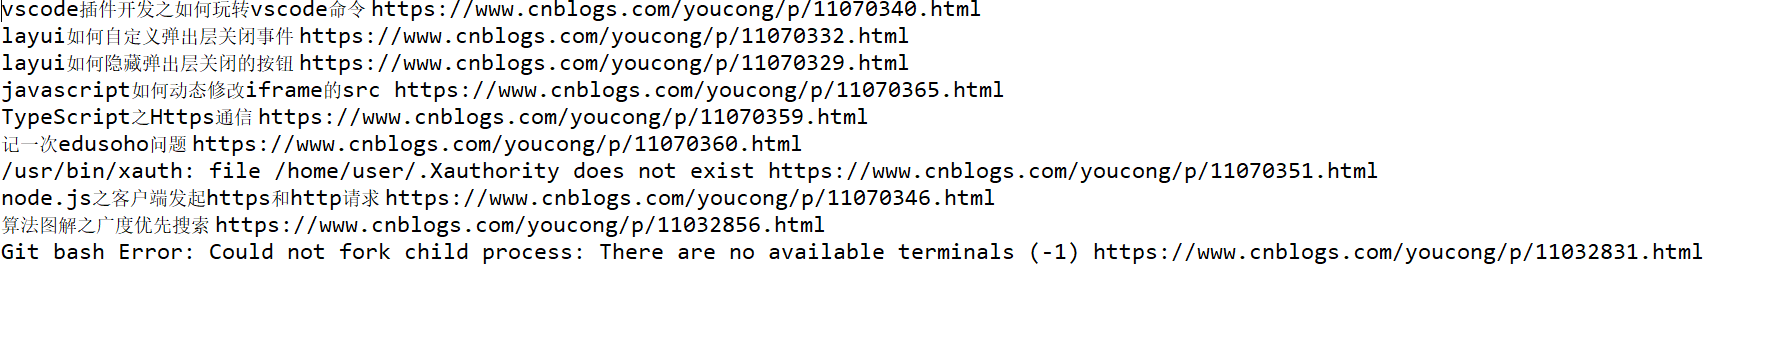 vscode插件开发之如何玩转vscode命令 https://www.cnblogs.com/youcong/p/11070340.html
layui如何自定义弹出层关闭事件 https://www.cnblogs.com/youcong/p/11070332.html
layui如何隐藏弹出层关闭的按钮 https://www.cnblogs.com/youcong/p/11070329.html
javascript如何动态修改iframe的src https://www.cnblogs.com/youcong/p/11070365.html
TypeScript之Https通信 https://www.cnblogs.com/youcong/p/11070359.html
记一次edusoho问题 https://www.cnblogs.com/youcong/p/11070360.html
/usr/bin/xauth: file /home/user/.Xauthority does not exist https://www.cnblogs.com/youcong/p/11070351.html
node.js之客户端发起https和http请求 https://www.cnblogs.com/youcong/p/11070346.html
算法图解之广度优先搜索 https://www.cnblogs.com/youcong/p/11032856.html
Git bash Error: Could not fork child process: There are no available terminals (-1) https://www.cnblogs.com/youcong/p/11032831.html